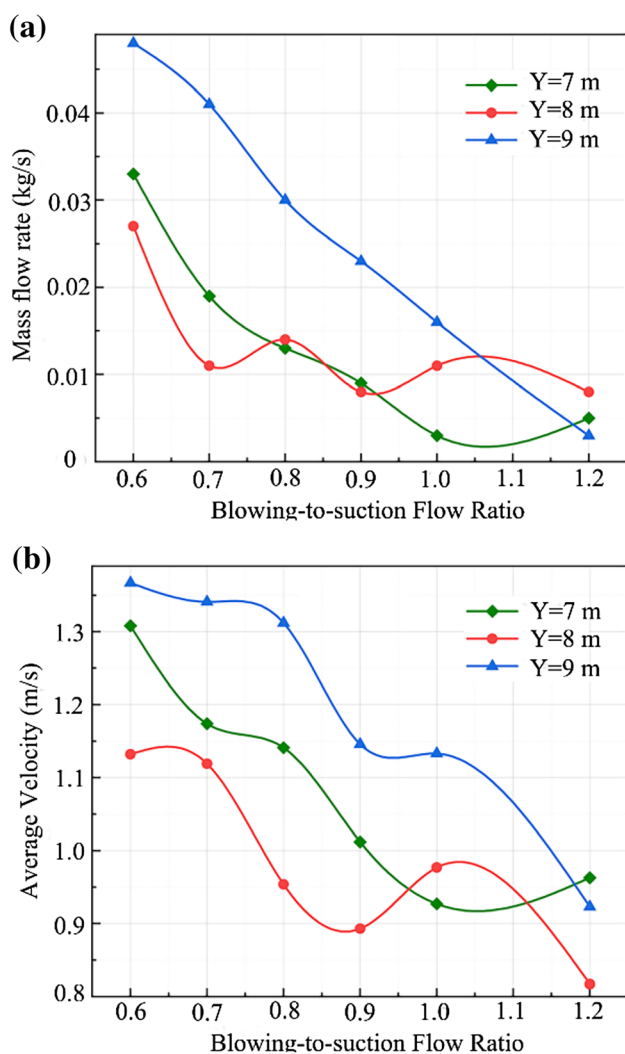 (a)
Mass flow rate (kg/s)
0.04
0.03
0.02
0.01
0
Y=7 m
Y=8 m
Y=9 m
0.6 0.7 0.8 0.9 1.0 1.1 1.2
Blowing-to-suction Flow Ratio
(b)
Average Velocity (m/s)
1.3
1.2
1.1
1.0
0.9
0.8
Y=7 m
Y=8 m
Y=9 m
0.6 0.7 0.8 0.9 1.0 1.1 1.2
Blowing-to-suction Flow Ratio